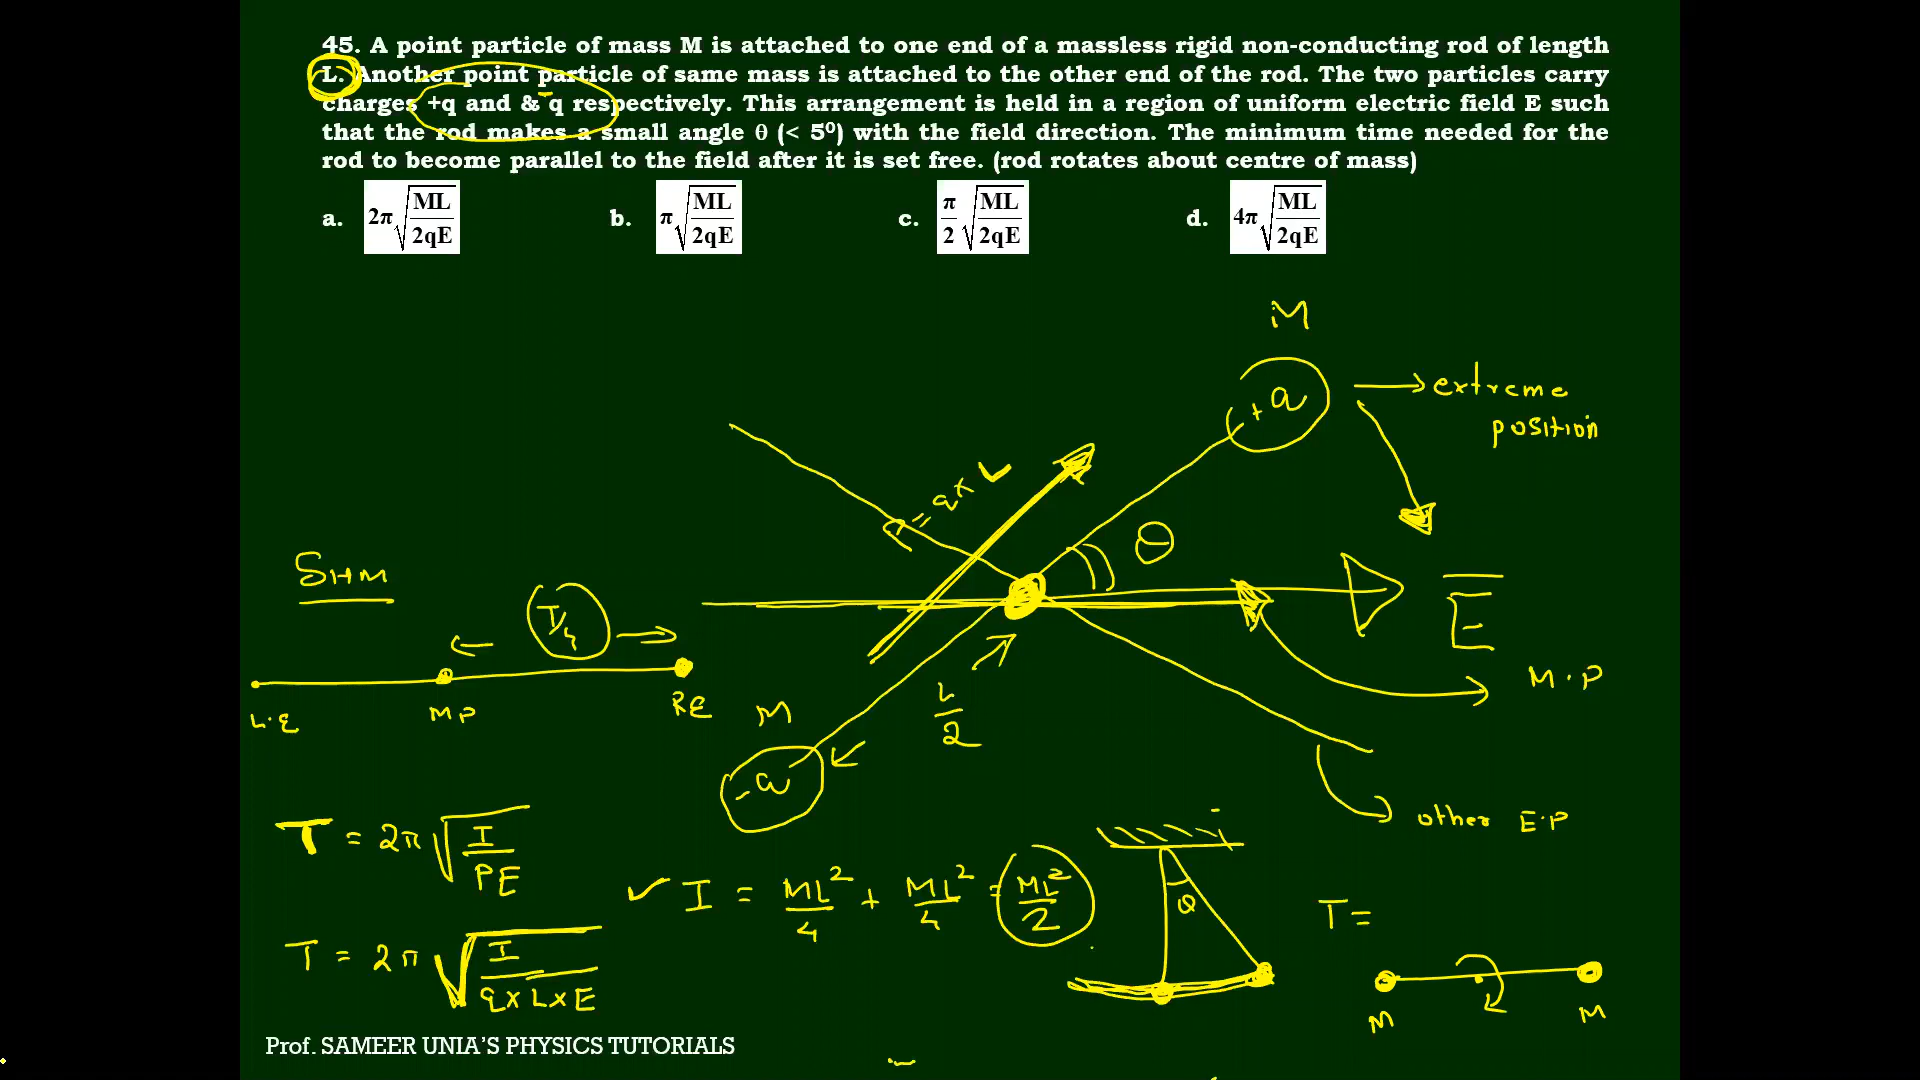 45. A point particle of mass M is attached to one end of a massless rigid non-conducting rod of length
L. Another point particle of same mass is attached to the other end of the rod. The two particles carry
charges +q and & -q respectively. This arrangement is held in a region of uniform electric field E such
that the rod makes a small angle θ (< 5⁰) with the field direction. The minimum time needed for the
rod to become parallel to the field after it is set free. (rod rotates about centre of mass)
a. 2π√(ML/2qE) b. π√(ML/2qE) c. π/2 √(ML/2qE) d. 4π√(ML/2qE)
M
+q
→ extreme
position
= q × L
θ
SHM
T/4
E
M.P
L.E MP RE
M
L/2
-q
other E.P
T = 2π √(I/PE)
✓ I = ML²/4 + ML²/4 = ML²/2
θ
T =
T = 2π √(I/q×L×E)
M M
Prof. SAMEER UNIA'S PHYSICS TUTORIALS